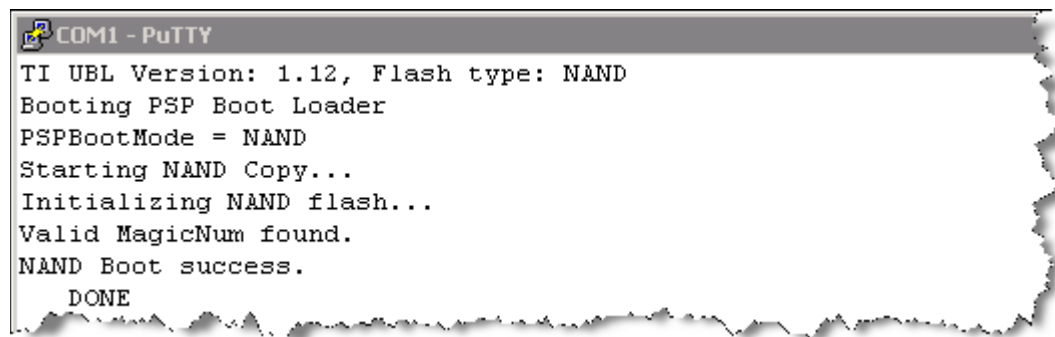 COM1 - PuTTY
TI UBL Version: 1.12, Flash type: NAND
Booting PSP Boot Loader
PSPBootMode = NAND
Starting NAND Copy...
Initializing NAND flash...
Valid MagicNum found.
NAND Boot success.
   DONE